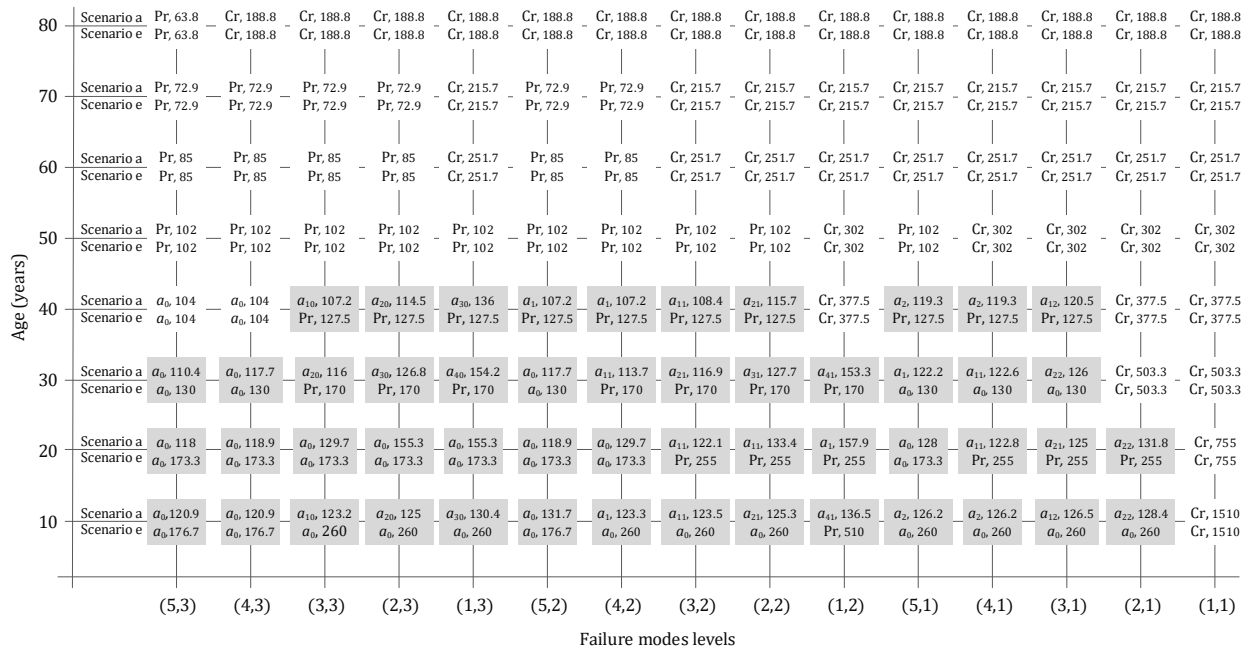 Scenario a Pr, 63.8 Cr, 188.8 Cr, 188.8 Cr, 188.8 Cr, 188.8 Cr, 188.8 Cr, 188.8 Cr, 188.8 Cr, 188.8 Cr, 188.8 Cr, 188.8 Cr, 188.8 Cr, 188.8 Cr, 188.8 Cr, 188.8
80
Scenario e Pr, 63.8 Cr, 188.8 Cr, 188.8 Cr, 188.8 Cr, 188.8 Cr, 188.8 Cr, 188.8 Cr, 188.8 Cr, 188.8 Cr, 188.8 Cr, 188.8 Cr, 188.8 Cr, 188.8 Cr, 188.8 Cr, 188.8
Scenario a Pr, 72.9 Pr, 72.9 Pr, 72.9 Pr, 72.9 Cr, 215.7 Pr, 72.9 Pr, 72.9 Cr, 215.7 Cr, 215.7 Cr, 215.7 Cr, 215.7 Cr, 215.7 Cr, 215.7 Cr, 215.7 Cr, 215.7
70
Scenario e Pr, 72.9 Pr, 72.9 Pr, 72.9 Pr, 72.9 Cr, 215.7 Pr, 72.9 Pr, 72.9 Cr, 215.7 Cr, 215.7 Cr, 215.7 Cr, 215.7 Cr, 215.7 Cr, 215.7 Cr, 215.7 Cr, 215.7
Scenario a Pr, 85 Pr, 85 Pr, 85 Pr, 85 Cr, 251.7 Pr, 85 Pr, 85 Cr, 251.7 Cr, 251.7 Cr, 251.7 Cr, 251.7 Cr, 251.7 Cr, 251.7 Cr, 251.7 Cr, 251.7
60
Scenario e Pr, 85 Pr, 85 Pr, 85 Pr, 85 Cr, 251.7 Pr, 85 Pr, 85 Cr, 251.7 Cr, 251.7 Cr, 251.7 Cr, 251.7 Cr, 251.7 Cr, 251.7 Cr, 251.7 Cr, 251.7
Scenario a Pr, 102 Pr, 102 Pr, 102 Pr, 102 Pr, 102 Pr, 102 Pr, 102 Pr, 102 Pr, 102 Cr, 302 Pr, 102 Cr, 302 Cr, 302 Cr, 302 Cr, 302
50
Scenario e Pr, 102 Pr, 102 Pr, 102 Pr, 102 Pr, 102 Pr, 102 Pr, 102 Pr, 102 Pr, 102 Cr, 302 Pr, 102 Cr, 302 Cr, 302 Cr, 302 Cr, 302
Age (years)
Scenario a a₀, 104 a₀, 104 a₁₀, 107.2 a₂₀, 114.5 a₃₀, 136 a₁, 107.2 a₁, 107.2 a₁₁, 108.4 a₂₁, 115.7 Cr, 377.5 a₂, 119.3 a₂, 119.3 a₁₂, 120.5 Cr, 377.5 Cr, 377.5
40
Scenario e a₀, 104 a₀, 104 Pr, 127.5 Pr, 127.5 Pr, 127.5 Pr, 127.5 Pr, 127.5 Pr, 127.5 Pr, 127.5 Cr, 377.5 Pr, 127.5 Pr, 127.5 Pr, 127.5 Cr, 377.5 Cr, 377.5
Scenario a a₀, 110.4 a₀, 117.7 a₂₀, 116 a₃₀, 126.8 a₄₀, 154.2 a₀, 117.7 a₁₁, 113.7 a₂₁, 116.9 a₃₁, 127.7 a₄₁, 153.3 a₁, 122.2 a₁₁, 122.6 a₂₂, 126 Cr, 503.3 Cr, 503.3
30
Scenario e a₀, 130 a₀, 130 Pr, 170 Pr, 170 Pr, 170 a₀, 130 Pr, 170 Pr, 170 Pr, 170 Pr, 170 a₀, 130 a₀, 130 a₀, 130 Cr, 503.3 Cr, 503.3
Scenario a a₀, 118 a₀, 118.9 a₀, 129.7 a₀, 155.3 a₀, 155.3 a₀, 118.9 a₀, 129.7 a₁₁, 122.1 a₁₁, 133.4 a₁, 157.9 a₀, 128 a₁₁, 122.8 a₂₁, 125 a₂₂, 131.8 Cr, 755
20
Scenario e a₀, 173.3 a₀, 173.3 a₀, 173.3 a₀, 173.3 a₀, 173.3 a₀, 173.3 a₀, 173.3 Pr, 255 Pr, 255 Pr, 255 a₀, 173.3 Pr, 255 Pr, 255 Pr, 255 Cr, 755
Scenario a a₀,120.9 a₀, 120.9 a₁₀, 123.2 a₂₀, 125 a₃₀, 130.4 a₀, 131.7 a₁, 123.3 a₁₁, 123.5 a₂₁, 125.3 a₄₁, 136.5 a₂, 126.2 a₂, 126.2 a₁₂, 126.5 a₂₂, 128.4 Cr, 1510
10
Scenario e a₀,176.7 a₀, 176.7 a₀, 260 a₀, 260 a₀, 260 a₀, 176.7 a₀, 260 a₀, 260 a₀, 260 Pr, 510 a₀, 260 a₀, 260 a₀, 260 a₀, 260 Cr, 1510
(5,3) (4,3) (3,3) (2,3) (1,3) (5,2) (4,2) (3,2) (2,2) (1,2) (5,1) (4,1) (3,1) (2,1) (1,1)
Failure modes levels